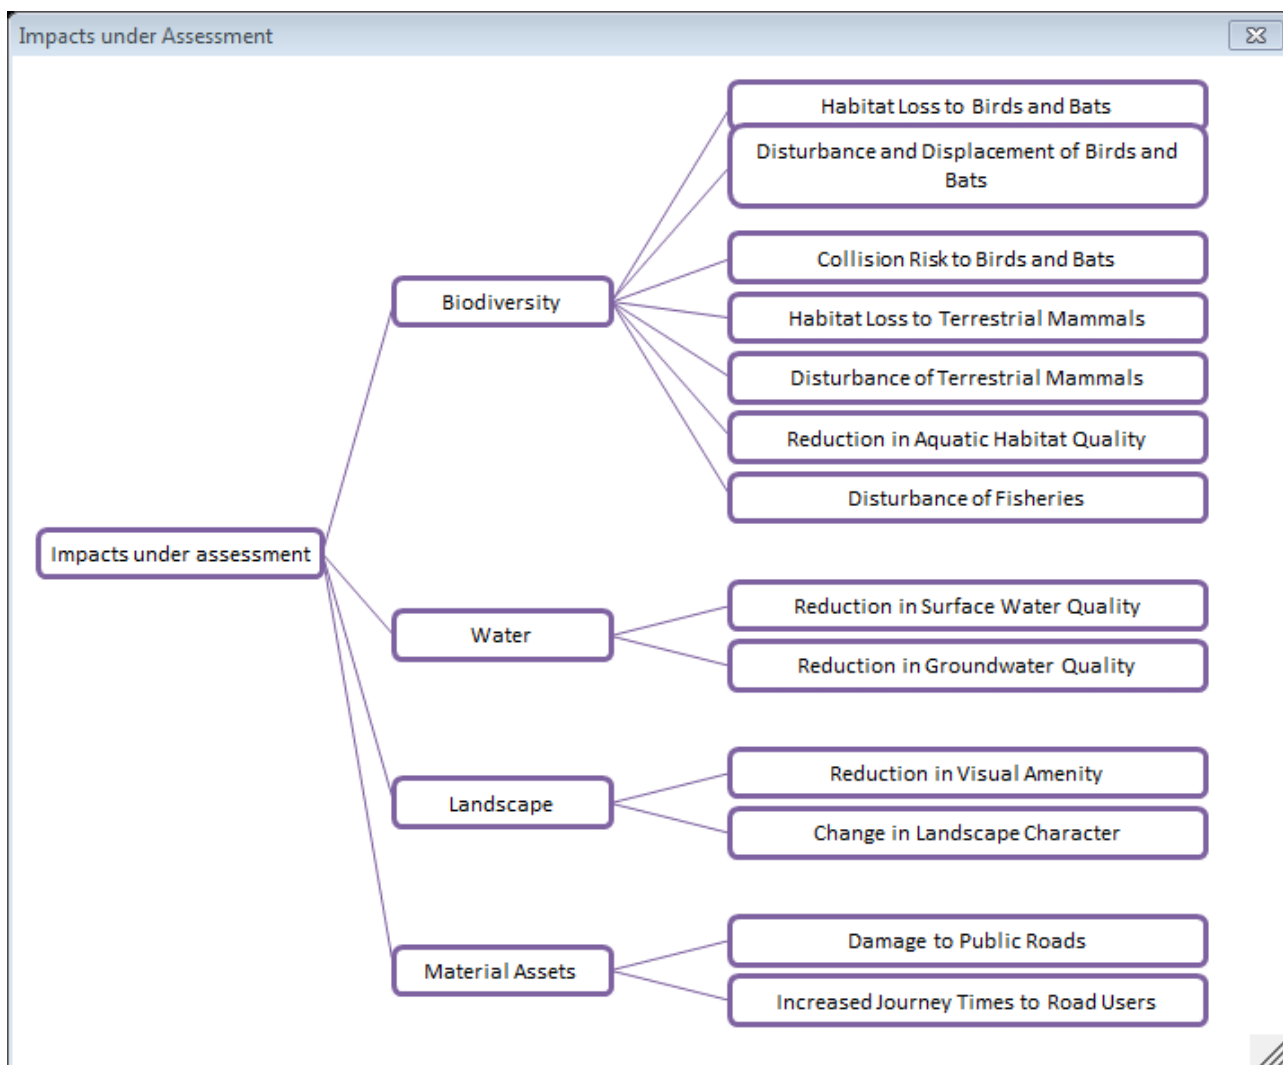 Impacts under Assessment
Habitat Loss to Birds and Bats
Disturbance and Displacement of Birds and
Bats
Collision Risk to Birds and Bats
Biodiversity
Habitat Loss to Terrestrial Mammals
Disturbance of Terrestrial Mammals
Reduction in Aquatic Habitat Quality
Disturbance of Fisheries
Impacts under assessment
Reduction in Surface Water Quality
Water
Reduction in Groundwater Quality
Reduction in Visual Amenity
Landscape
Change in Landscape Character
Damage to Public Roads
Material Assets
Increased Journey Times to Road Users